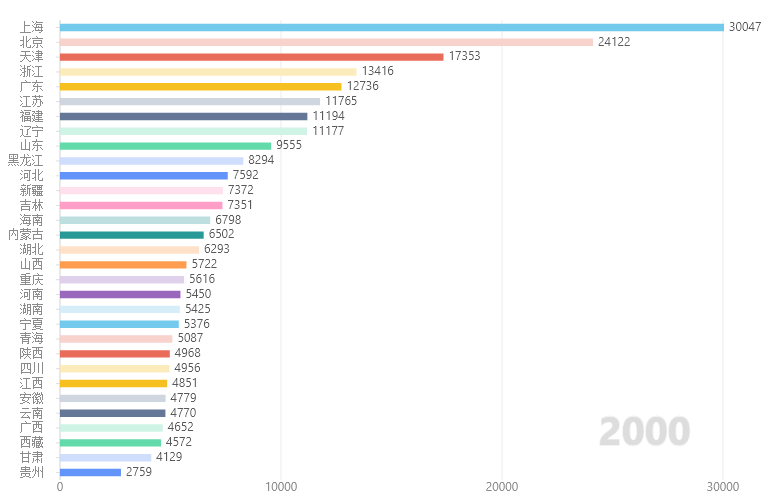 上海 30047
北京 24122
天津 17353
浙江 13416
广东 12736
江苏 11765
福建 11194
辽宁 11177
山东 9555
黑龙江 8294
河北 7592
新疆 7372
吉林 7351
海南 6798
内蒙古 6502
湖北 6293
山西 5722
重庆 5616
河南 5450
湖南 5425
宁夏 5376
青海 5087
陕西 4968
四川 4956
江西 4851
安徽 4779
云南 4770
广西 4652
西藏 4572
甘肃 4129
贵州 2759
2000
0 10000 20000 30000